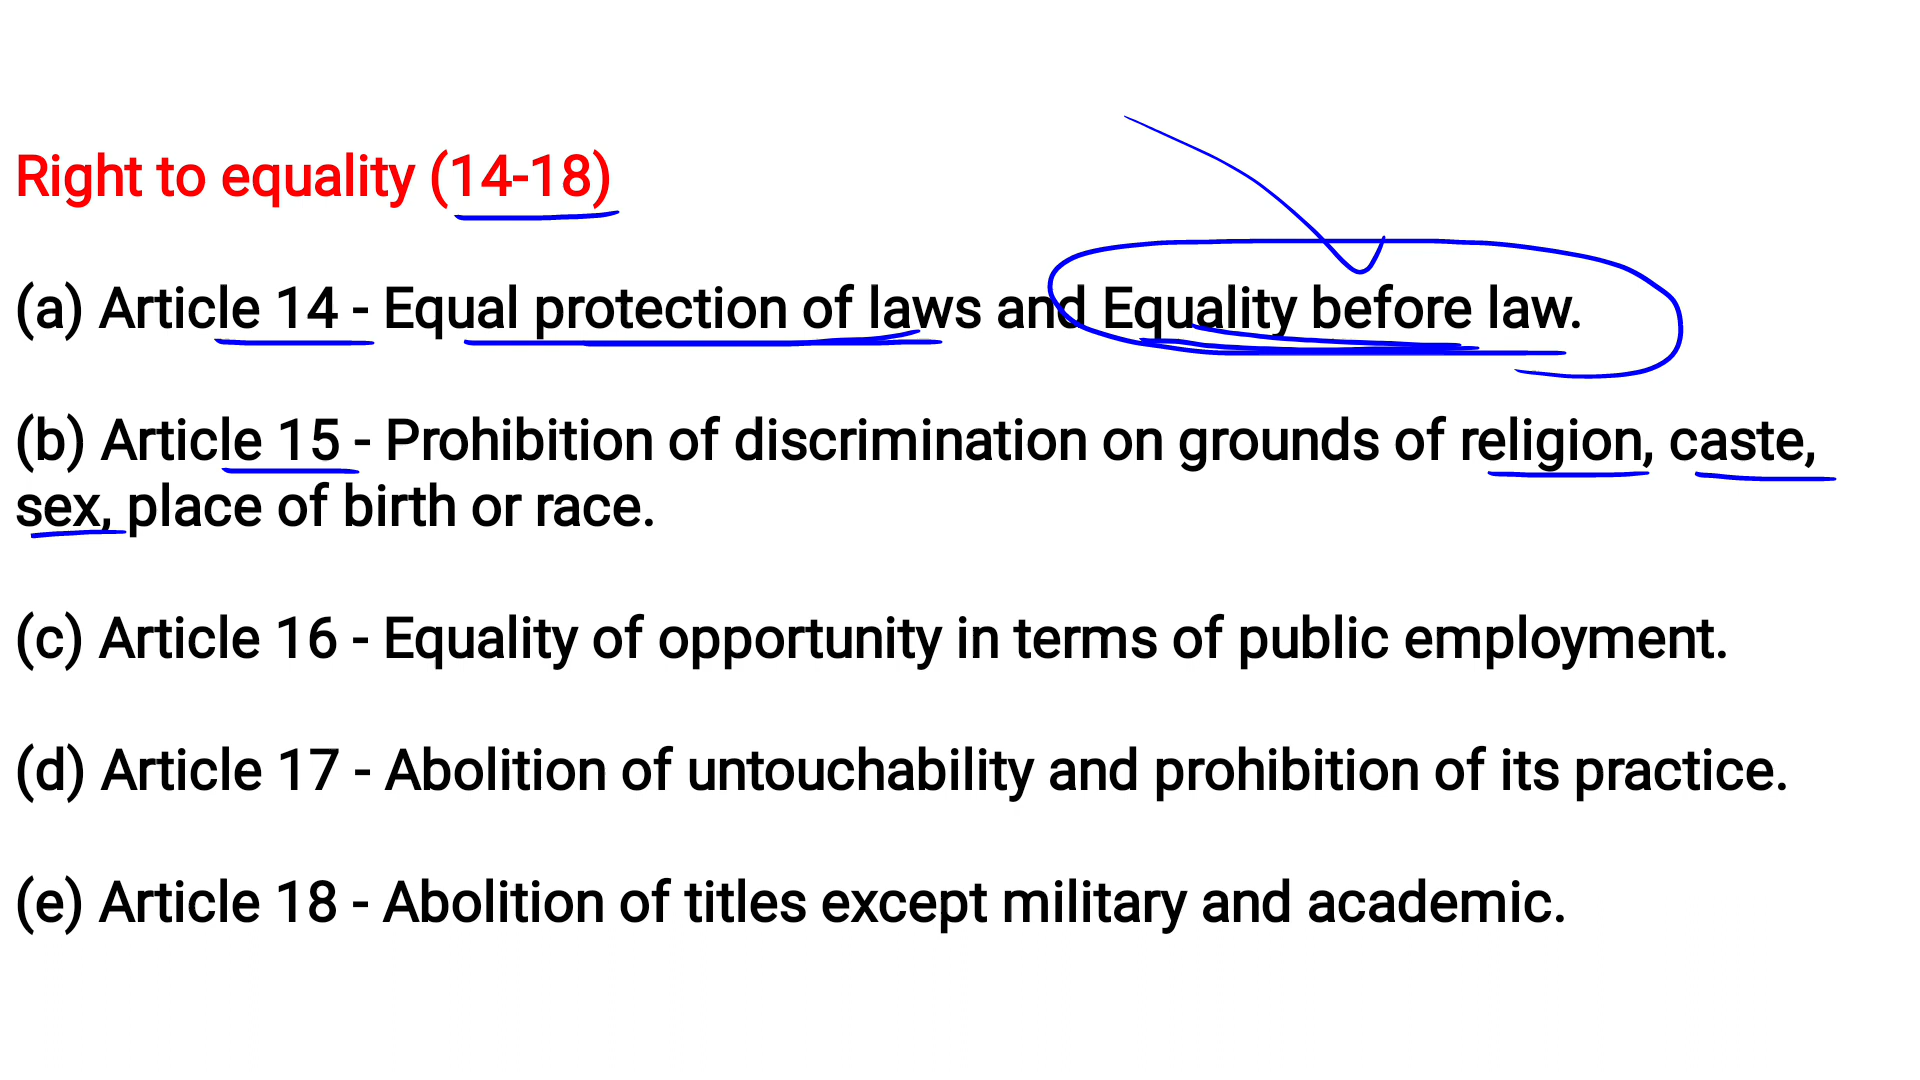 Right to equality (14-18)
(a) Article 14 - Equal protection of laws and Equality before law.
(b) Article 15 - Prohibition of discrimination on grounds of religion, caste,
sex, place of birth or race.
(c) Article 16 - Equality of opportunity in terms of public employment.
(d) Article 17 - Abolition of untouchability and prohibition of its practice.
(e) Article 18 - Abolition of titles except military and academic.